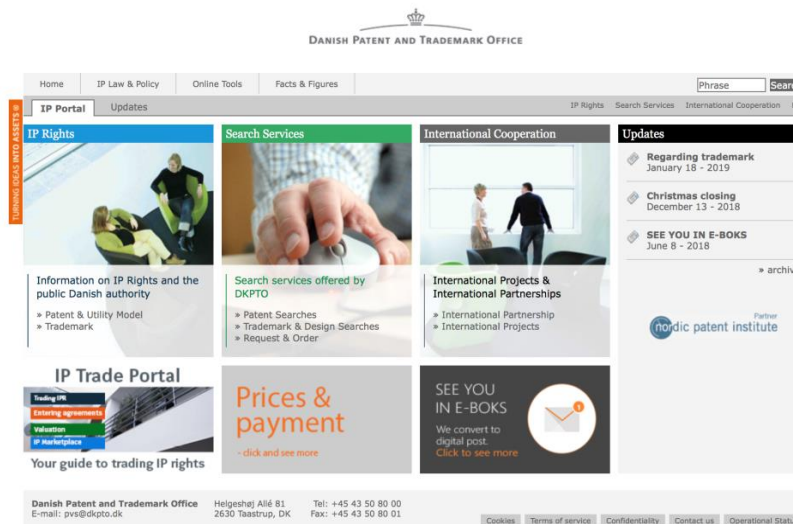 DANISH PATENT AND TRADEMARK OFFICE
Home IP Law & Policy Online Tools Facts & Figures Phrase
IP Portal Updates IP Rights Search Services International Cooperation
TURNING IDEAS INTO ASSETS
IP Rights
Information on IP Rights and the
public Danish authority
» Patent & Utility Model
» Trademark
Search Services
Search services offered by
DKPTO
» Patent Searches
» Trademark & Design Searches
» Request & Order
International Cooperation
International Projects &
International Partnerships
» International Partnership
» International Projects
Updates
Regarding trademark
January 18 - 2019
Christmas closing
December 13 - 2018
SEE YOU IN E-BOKS
June 8 - 2018
» archiv
Partner
nordic patent institute
IP Trade Portal
Trading IPR
Entering agreements
Valuation
IP Marketplace
Your guide to trading IP rights
Prices &
payment
- click and see more
SEE YOU
IN E-BOKS
We convert to
digital post.
Click to see more
1
Danish Patent and Trademark Office Helgeshøj Allé 81 Tel: +45 43 50 80 00
E-mail: pvs@dkpto.dk 2630 Taastrup, DK Fax: +45 43 50 80 01
Cookies Terms of service Confidentiality Contact us Operational Statu